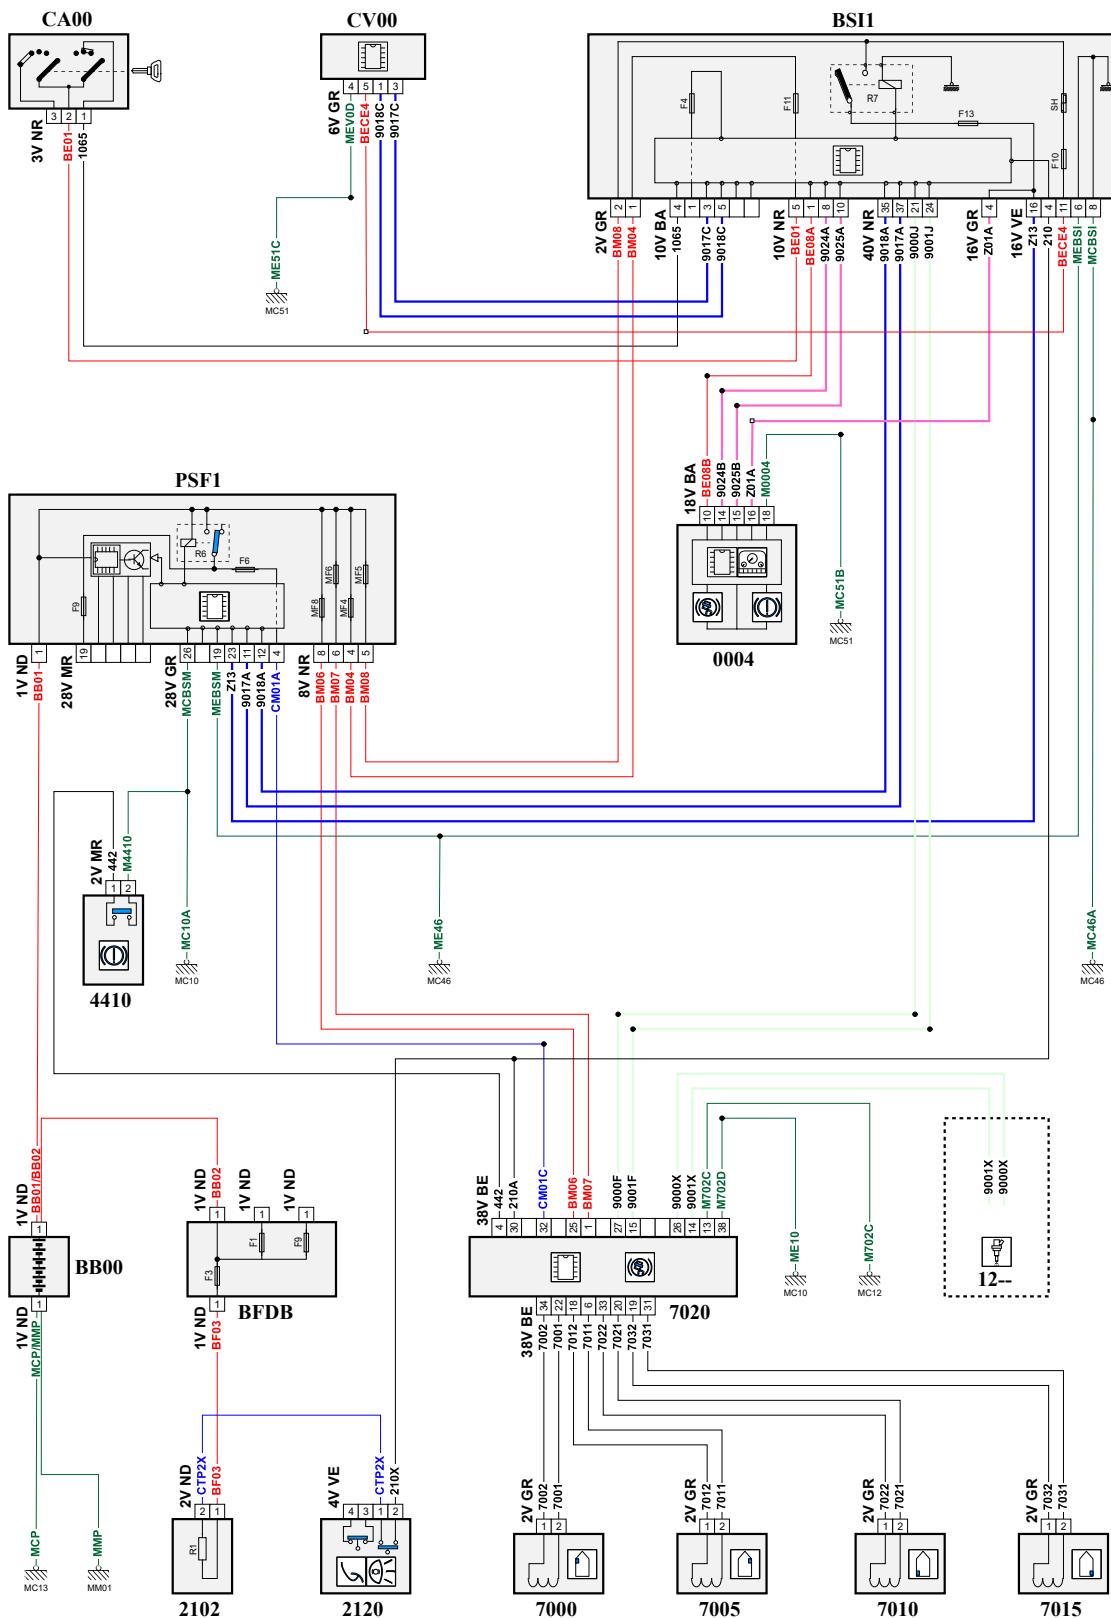 CA00
CV00
BSI1
R7
F4
F11
F13
SH
F10
3 2 1
3V NR
BE01
1065
4 5 1 3
6V GR
MEV0D
BECE4
9018C
9017C
2 1
2V GR
BM08
BM04
4 1 3 5
10V BA
1065
9017C
9018C
5 1 8 10
10V NR
BE01
BE08A
9024A
9025A
35 37 21 24
40V NR
9018A
9017A
9000J
9001J
4
16V GR
Z01A
16 4 11 6 8
16V VE
Z13
210
BECE4
MEBSI
MCBSI
ME51C
MC51
PSF1
R6
F6
F9
MF8
MF6
MF4
MF5
1
1V ND
BB01
19
28V MR
26 19 23 11 12 4
28V GR
MCBSM
MEBSM
Z13
9017A
9018A
CM01A
8 6 4 5
8V NR
BM06
BM07
BM04
BM08
18V BA
BE08B
9024B
9025B
Z01A
M0004
10 14 15 16 18
0004
MC51B
MC51
2V MR
442
M4410
1 2
4410
MC10A
MC10
ME46
MC46
MC46A
MC46
1V ND
BB01/BB02
1
BB00
1
1V ND
MCP/MMP
1V ND
BB02
1V ND
1V ND
1 1 1
F3
F1
F9
BFDB
1
1V ND
BF03
38V BE
442
210A
CM01C
BM06
BM07
9000F
9001F
9000X
9001X
M702C
M702D
4 30 32 25 1 27 15 26 14 13 38
7020
34 22 18 6 33 20 19 31
38V BE
7002
7001
7012
7011
7022
7021
7032
7031
ME10
MC10
M702C
MC12
9001X
9000X
12--
MCP
MC13
MMP
MM01
2V ND
CTP2X
BF03
2 1
R1
2102
4V VE
CTP2X
210X
4 3 1 2
2120
2V GR
7002
7001
1 2
7000
2V GR
7012
7011
1 2
7005
2V GR
7022
7021
1 2
7010
2V GR
7032
7031
1 2
7015